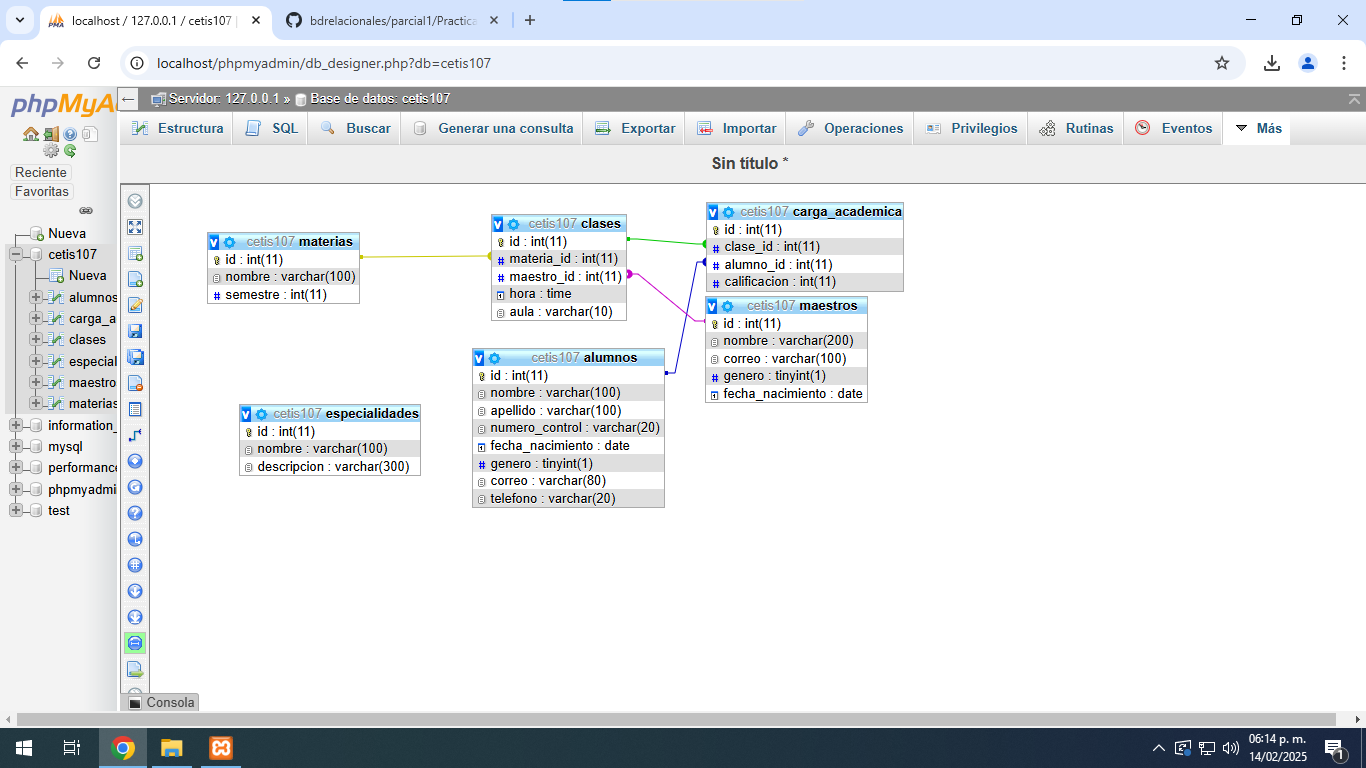 localhost / 127.0.0.1 / cetis107 |
bdrelacionales/parcial1/Practica
localhost/phpmyadmin/db_designer.php?db=cetis107
phpMyA
Servidor: 127.0.0.1 » Base de datos: cetis107
Estructura SQL Buscar Generar una consulta Exportar Importar Operaciones Privilegios Rutinas Eventos Más
Sin título *
Reciente
Favoritas
Nueva
cetis107
Nueva
alumnos
carga_a
clases
especial
maestro
materias
information_
mysql
performance
phpmyadmin
test
cetis107 materias
id : int(11)
nombre : varchar(100)
semestre : int(11)
cetis107 clases
id : int(11)
materia_id : int(11)
maestro_id : int(11)
hora : time
aula : varchar(10)
cetis107 carga_academica
id : int(11)
clase_id : int(11)
alumno_id : int(11)
calificacion : int(11)
cetis107 maestros
id : int(11)
nombre : varchar(200)
correo : varchar(100)
genero : tinyint(1)
fecha_nacimiento : date
cetis107 alumnos
id : int(11)
nombre : varchar(100)
apellido : varchar(100)
numero_control : varchar(20)
fecha_nacimiento : date
genero : tinyint(1)
correo : varchar(80)
telefono : varchar(20)
cetis107 especialidades
id : int(11)
nombre : varchar(100)
descripcion : varchar(300)
Consola
06:14 p. m.
14/02/2025
1